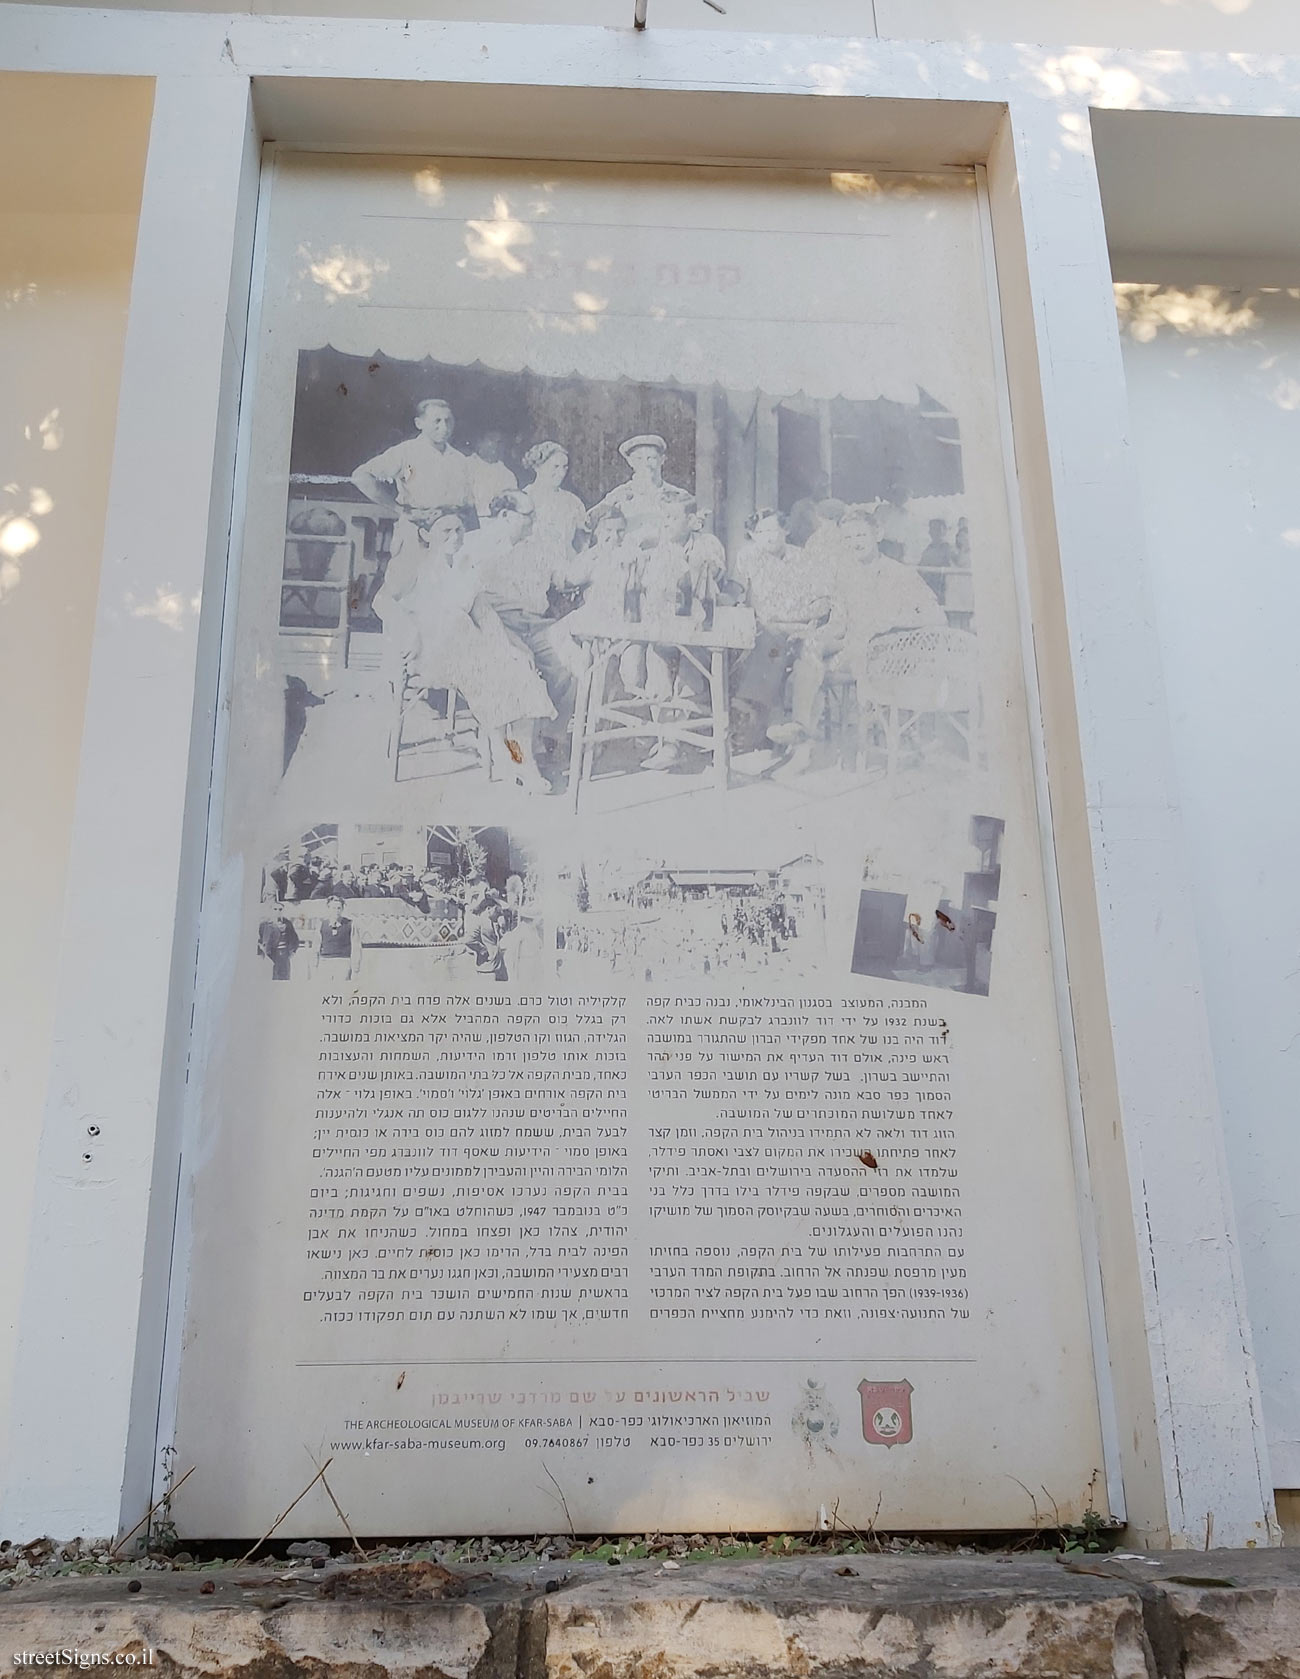 קפה
המבנה, המעוצב בסגנון הבינלאומי, נבנה כבית קפה
בשנת 1932 על ידי דוד לוונברג לבקשת אשתו לאה.
דוד היה בנו של אחד מפקידי הברון שהתגורר במושבה
ראש פינה, אולם דוד העדיף את המישור על פני ההר
והתיישב בשרון. בשל קשריו עם תושבי הכפר הערבי
הסמוך כפר סבא מונה לימים על ידי הממשל הבריטי
לאחד משלושת המוכתרים של המושבה.
הזוג דוד ולאה לא התמידו בניהול בית הקפה, וזמן קצר
לאחר פתיחתו השכירו את המקום לצבי ואסתר פידלר,
שלמדו את רזי ההסעדה בירושלים ובתל-אביב. ותיקי
המושבה מספרים, שבקפה פידלר בילו בדרך כלל בני
האיכרים והסוחרים, בשעה שבקיוסק הסמוך של מושיקו
נהנו הפועלים והעגלונים.
עם התרחבות פעילותו של בית הקפה, נוספה בחזיתו
מעין מרפסת שפנתה אל הרחוב. בתקופת המרד הערבי
(1939-1936) הפך הרחוב שבו פעל בית הקפה לציר המרכזי
של התנועה צפונה, וזאת כדי להימנע מחציית הכפרים
קלקיליה וטול כרם. בשנים אלה פרח בית הקפה, ולא
רק בגלל כוס הקפה המהביל אלא גם בזכות כדורי
הגלידה, הגזוז וקו הטלפון, שהיה יקר המציאות במושבה.
בזכות אותו טלפון זרמו הידיעות, השמחות והעצובות
כאחד, מבית הקפה אל כל בתי המושבה. באותן שנים אירח
בית הקפה אורחים באופן 'גלוי' ו'סמוי'. באופן גלוי - אלה
החיילים הבריטים שנהנו ללגום כוס תה אנגלי ולהיענות
לבעל הבית, ששמח למזוג להם כוס בירה או כוסית יין;
באופן סמוי - הידיעות שאסף דוד לוונברג מפי החיילים
הלומי הבירה והיין והעבירן לממונים עליו מטעם ה'הגנה'.
בבית הקפה נערכו אסיפות, נשפים וחגיגות; ביום
כ"ט בנובמבר 1947, כשהוחלט באו"ם על הקמת מדינה
יהודית, צהלו כאן ופצחו במחול. כשהניחו את אבן
הפינה לבית ברל, הרימו כאן כוסית לחיים. כאן נישאו
רבים מצעירי המושבה, וכאן חגגו נערים את בר המצווה.
בראשית שנות החמישים הושכר בית הקפה לבעלים
חדשים, אך שמו לא השתנה עם תום תפקודו ככזה.
שביל הראשונים על שם מרדכי שרייבמן
המוזיאון הארכיאולוגי כפר-סבא | THE ARCHEOLOGICAL MUSEUM OF KFAR-SABA
ירושלים 35 כפר-סבא טלפון 09.7640867 www.kfar-saba-museum.org
streetSigns.co.il